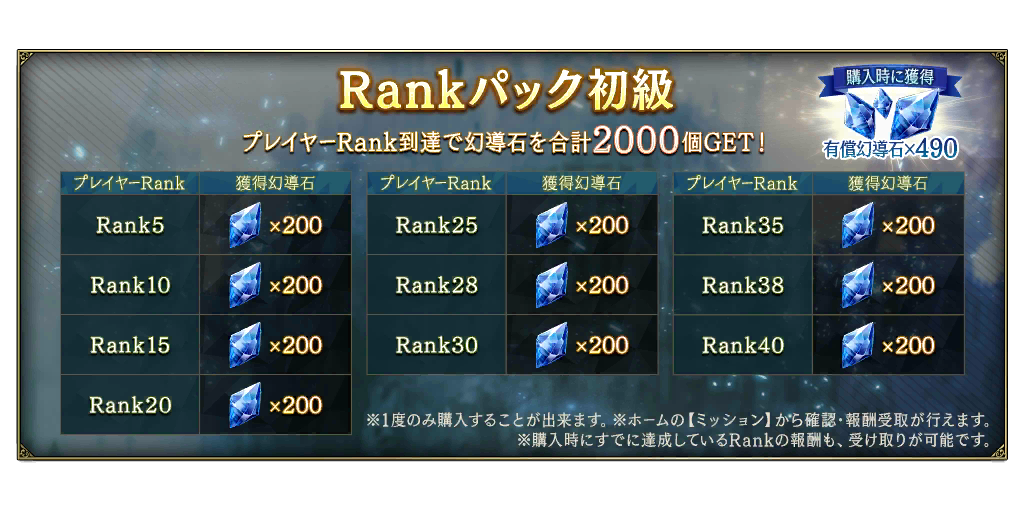 Rankパック初級
購入時に獲得
有償幻導石×490
プレイヤーRank到達で幻導石を合計2000個GET!
プレイヤーRank 獲得幻導石 プレイヤーRank 獲得幻導石 プレイヤーRank 獲得幻導石
Rank5 ×200 Rank25 ×200 Rank35 ×200
Rank10 ×200 Rank28 ×200 Rank38 ×200
Rank15 ×200 Rank30 ×200 Rank40 ×200
Rank20 ×200
※1度のみ購入することが出来ます。※ホームの【ミッション】から確認・報酬受取が行えます。
※購入時にすでに達成しているRankの報酬も、受け取りが可能です。